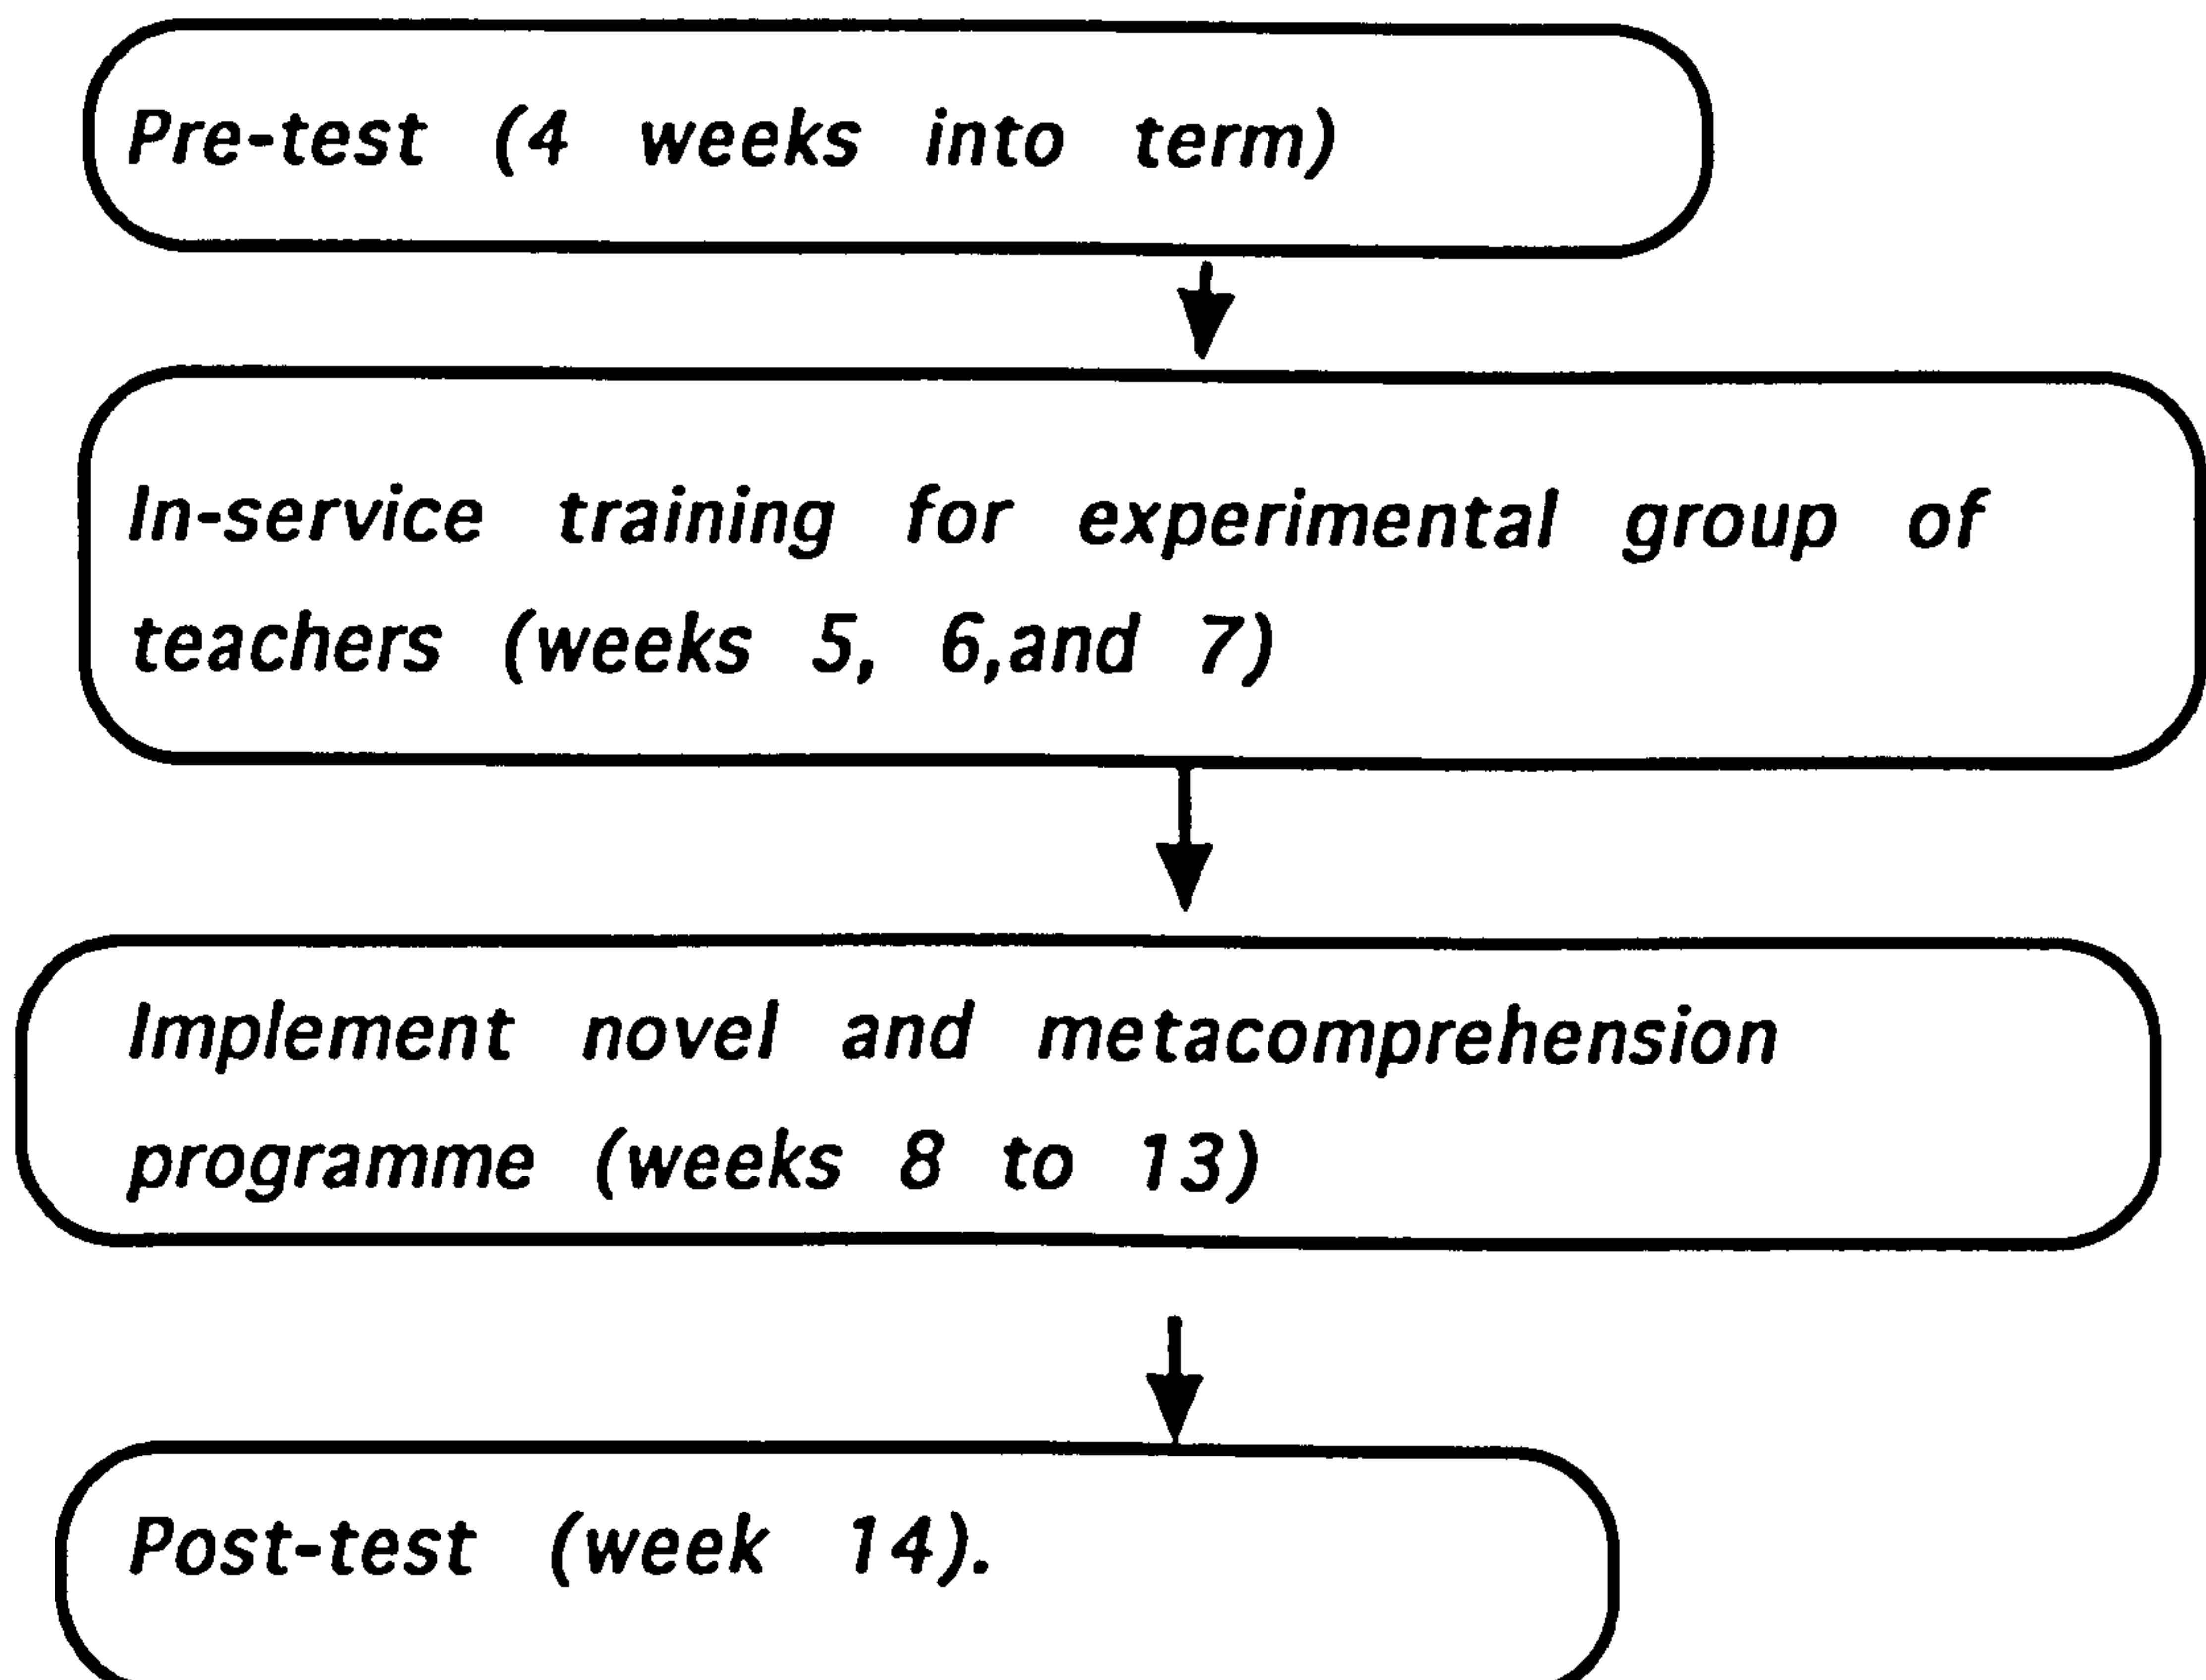 Pre-test (4 weeks into term)
In-service training for experimental group of
teachers (weeks 5, 6,and 7)
Implement novel and metacomprehension
programme (weeks 8 to 13)
Post-test (week 14).